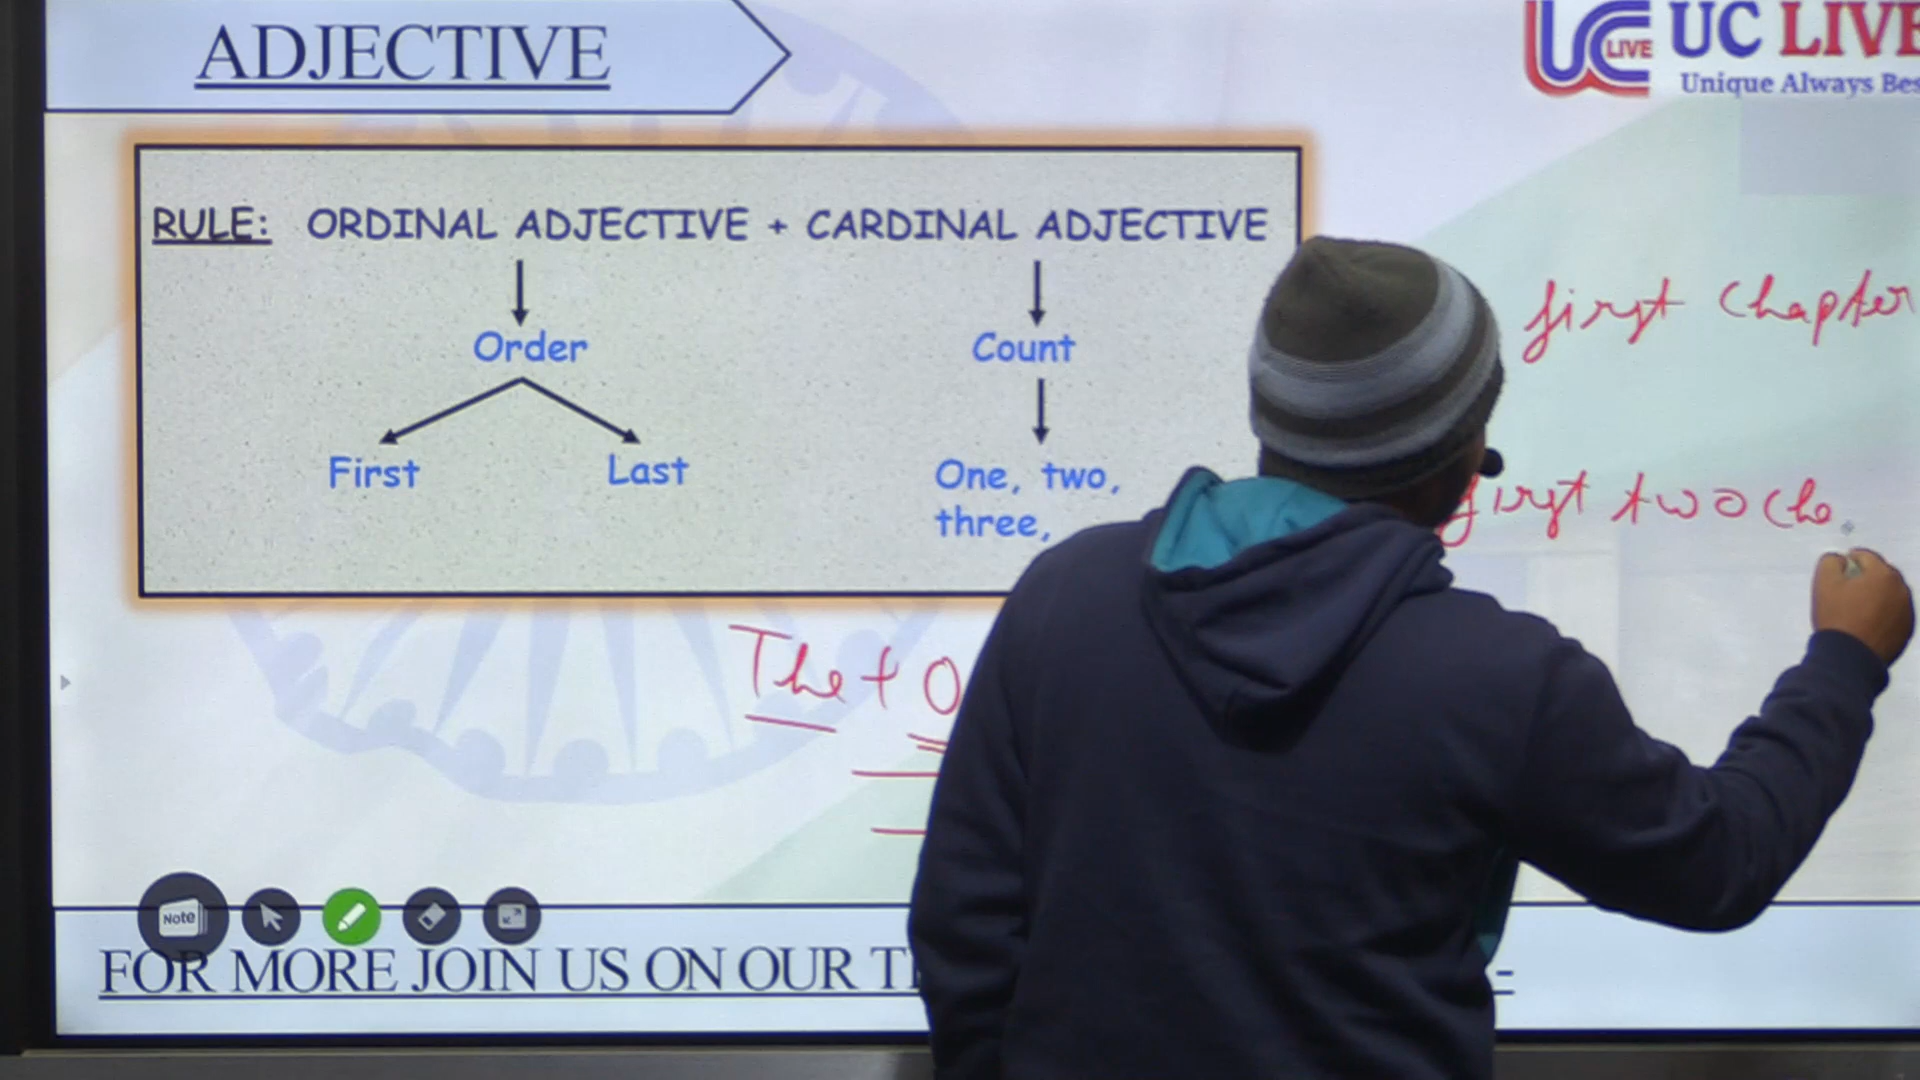 ADJECTIVE
LIVE
UC LIVE
Unique Always Bes
RULE: ORDINAL ADJECTIVE + CARDINAL ADJECTIVE
Order
Count
First
Last
One, two,
three,
first Chapter
first two Cha
The + O
Note
FOR MORE JOIN US ON OUR T